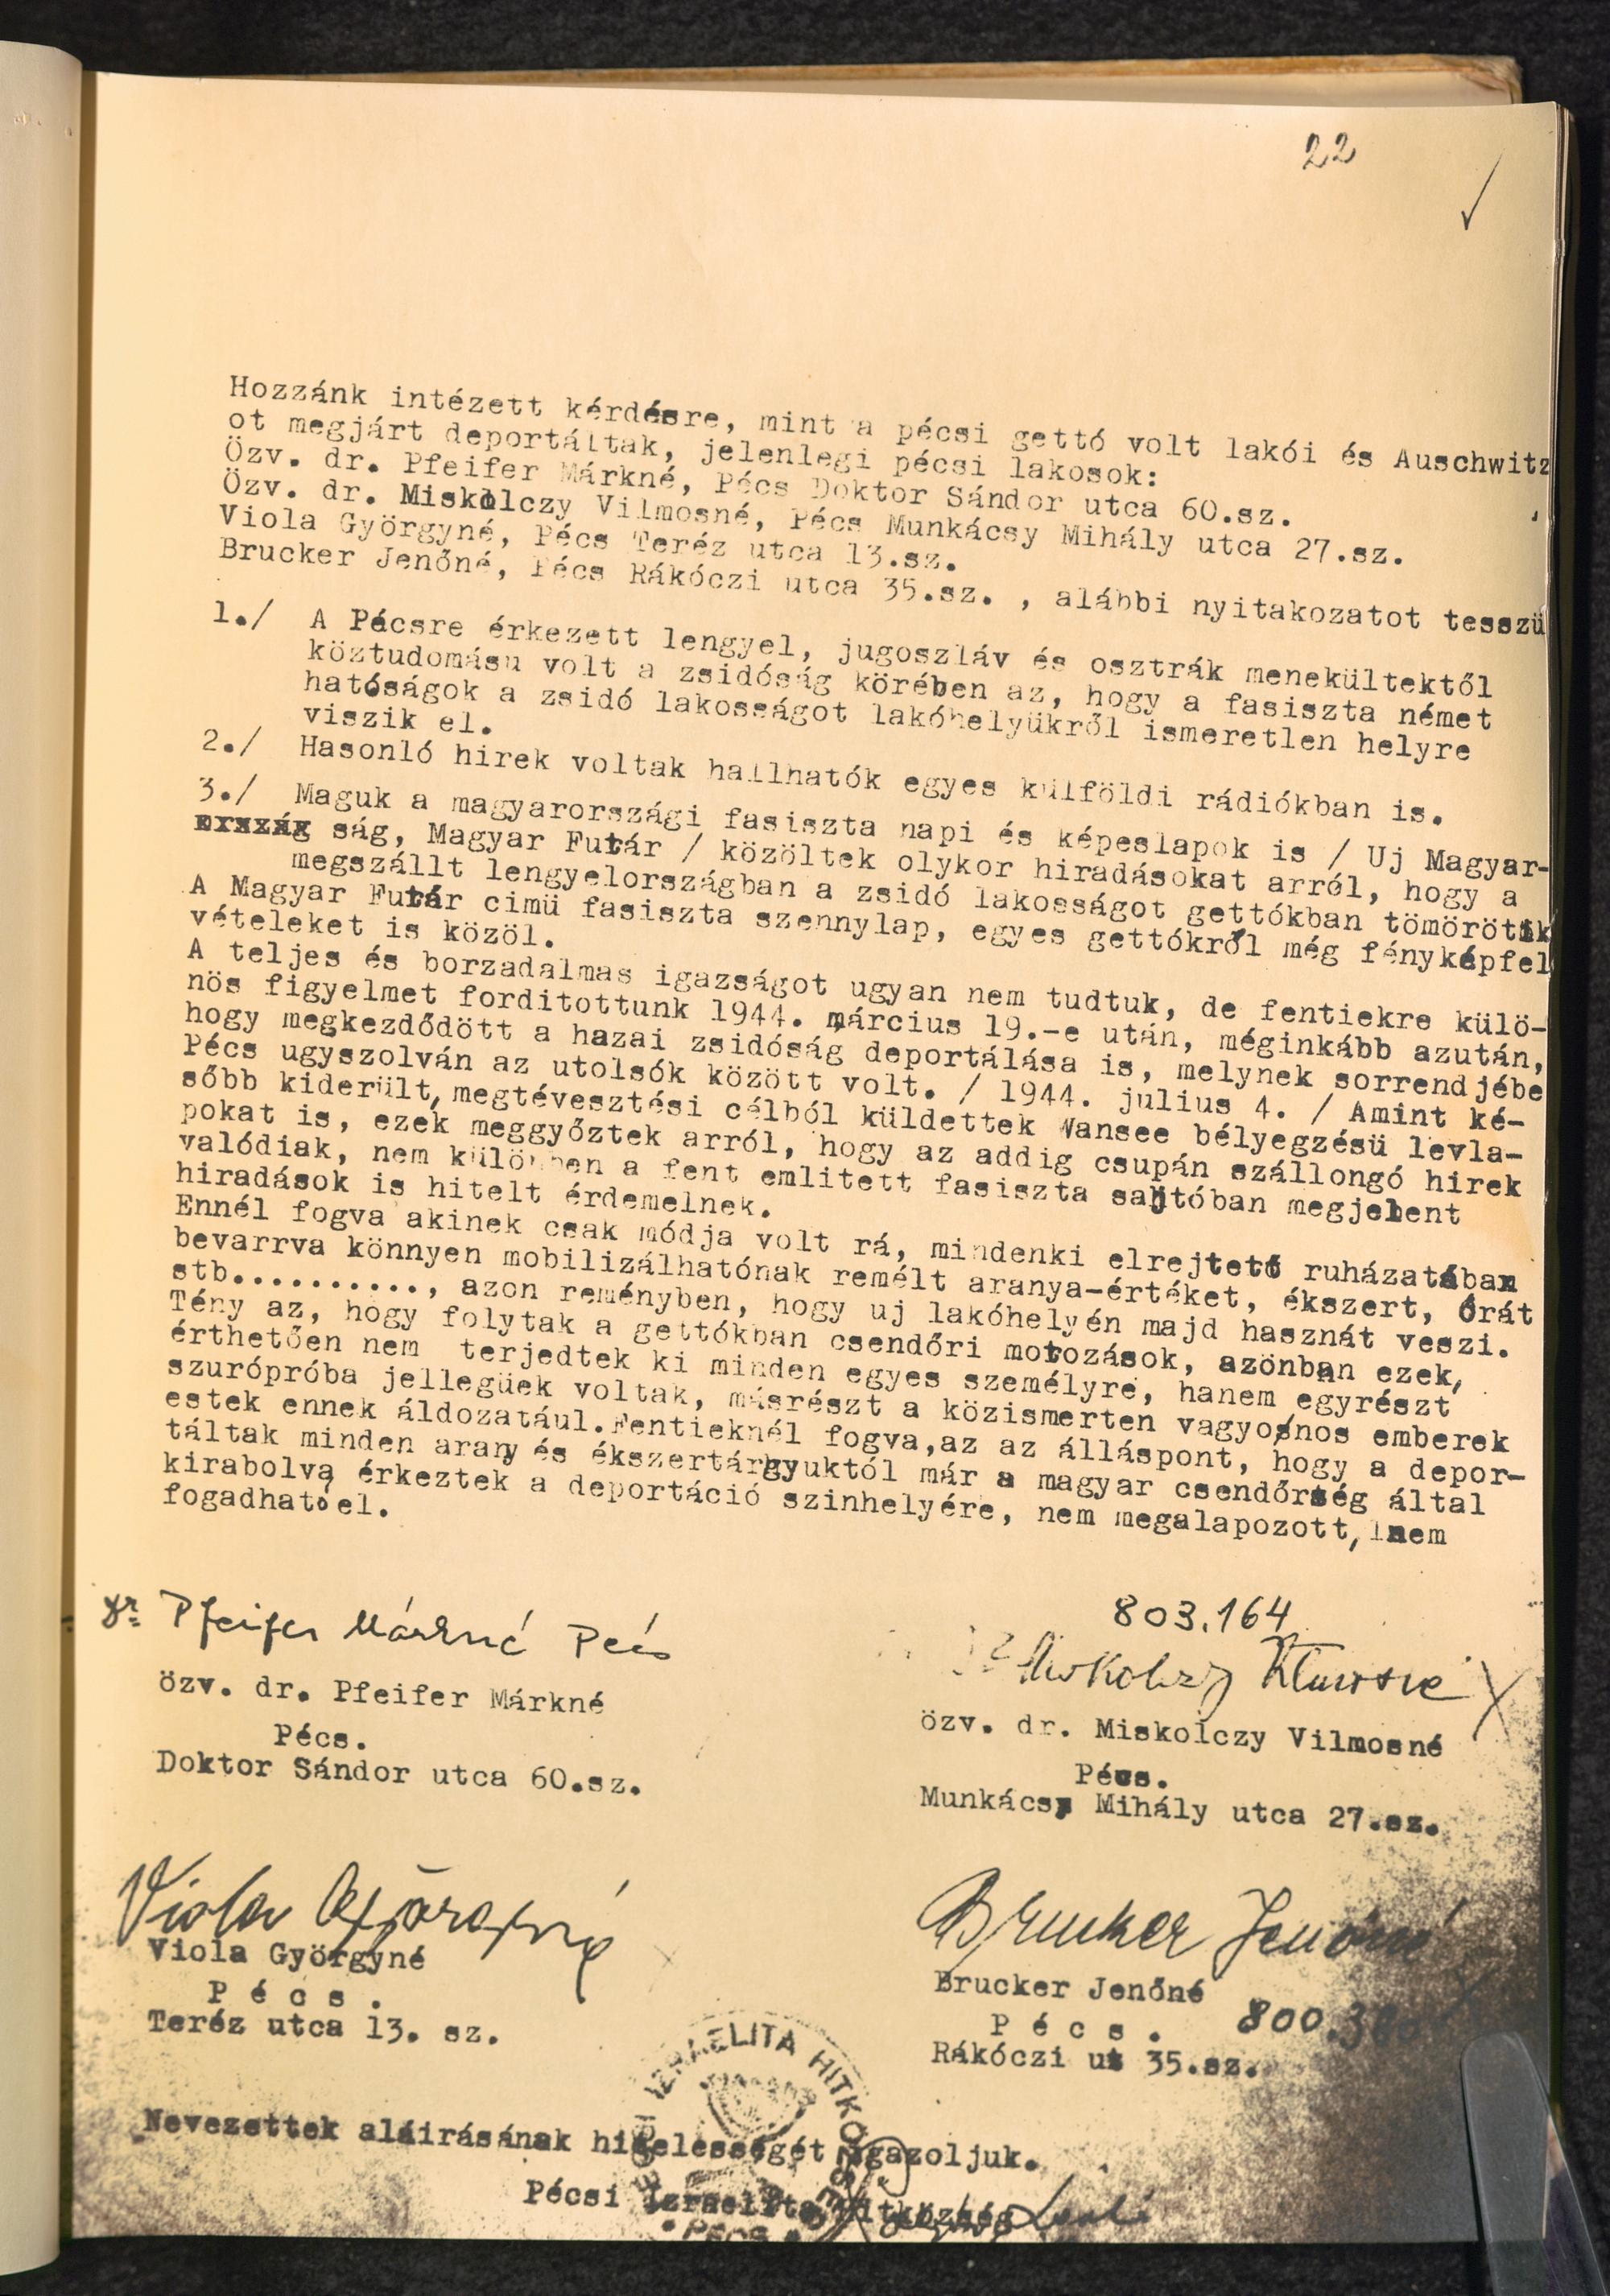 22
✓
Hozzánk intézett kérdésre, mint a pécsi gettó volt lakói és Auschwitz
ot megjárt deportáltak, jelenlegi pécsi lakosok:
Özv. dr. Pfeifer Márkné, Pécs Doktor Sándor utca 60.sz.
Özv. dr. Miskolczy Vilmosné, Pécs Munkácsy Mihály utca 27.sz.
Viola Györgyné, Pécs Teréz utca 13.sz.
Brucker Jenőné, Pécs Rákóczi utca 35.sz. , alábbi nyitakozatot tesszü
1./ A Pécsre érkezett lengyel, jugoszláv és osztrák menekültektől
köztudomásu volt a zsidóság körében az, hogy a fasiszta német
hatóságok a zsidó lakosságot lakóhelyükről ismeretlen helyre
viszik el.
2./ Hasonló hirek voltak hallhatók egyes külföldi rádiókban is.
3./ Maguk a magyarországi fasiszta napi és képeslapok is / Uj Magyar-
ság, Magyar Futár / közöltek olykor hiradásokat arról, hogy a
megszállt lengyelországban a zsidó lakosságot gettókban tömörötik
A Magyar Futár cimü fasiszta szennylap, egyes gettókről még fényképfel
vételeket is közöl.
A teljes és borzadalmas igazságot ugyan nem tudtuk, de fentiekre külö-
nös figyelmet forditottunk 1944. március 19.-e után, méginkább azután,
hogy megkezdődött a hazai zsidóság deportálása is, melynek sorrendjébe
Pécs ugyszolván az utolsók között volt. / 1944. julius 4. / Amint ké-
sőbb kiderült, megtévesztési célból küldettek Wansee bélyegzésü levla-
pokat is, ezek meggyőztek arról, hogy az addig csupán szállongó hirek
valódiak, nem különben a fent emlitett fasiszta sajtóban megjelent
hiradások is hitelt érdemelnek.
Ennél fogva akinek csak módja volt rá, mindenki elrejtető ruházatában
bevarrva könnyen mobilizálhatónak remélt aranya-értéket, ékszert, órát
stb..........., azon reményben, hogy uj lakóhelyén majd hasznát veszi.
Tény az, hogy folytak a gettókban csendőri motozások, azönban ezek,
érthetően nem terjedtek ki minden egyes személyre, hanem egyrészt
szurópróba jellegüek voltak, másrészt a közismerten vagyosnos emberek
estek ennek áldozatául. Fentieknél fogva,az az álláspont, hogy a depor-
táltak minden arany és ékszertárgyuktól már a magyar csendőrség által
kirabolva érkeztek a deportáció szinhelyére, nem megalapozott, nem
fogadható el.
dr. Pfeifer Márkné Pécs
803.164
Miskolczy Vilmosné
özv. dr. Pfeifer Márkné
özv. dr. Miskolczy Vilmosné
Pécs.
Pécs.
Doktor Sándor utca 60.sz.
Munkácsy Mihály utca 27.sz.
Viola Györgyné
Brucker Jenőné
Viola Györgyné
Brucker Jenőné
P é c s .
P é c s . 800.3
Teréz utca 13. sz.
Rákóczi ut 35.sz.
IZRAELITA HITKÖZSÉG
PÉCS
Nevezettek aláirásának hitelességét igazoljuk.
Pécsi Izraelita Hitközség